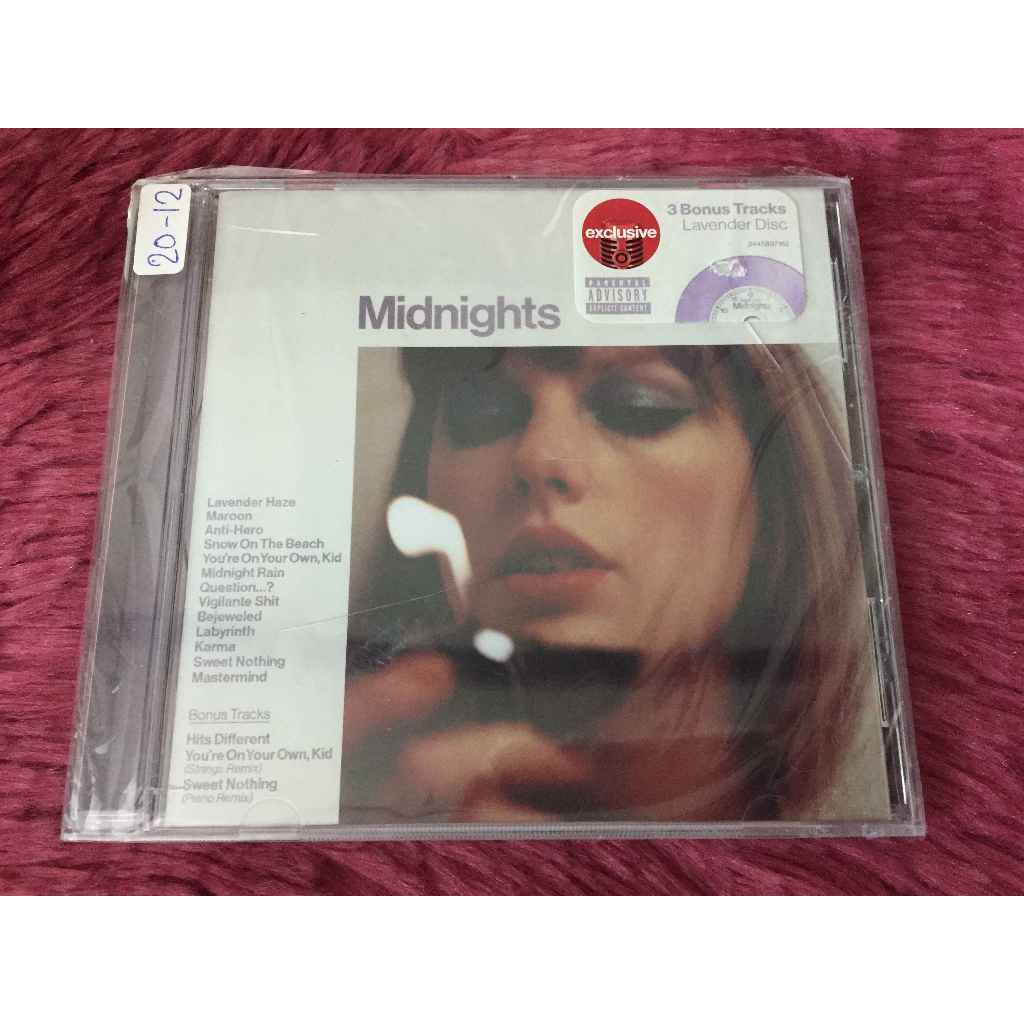 20-12
exclusive
3 Bonus Tracks
Lavender Disc
PARENTAL
ADVISORY
EXPLICIT CONTENT
Midnights
Midnights
Lavender Haze
Maroon
Anti-Hero
Snow On The Beach
You're On Your Own, Kid
Midnight Rain
Question...?
Vigilante Shit
Bejeweled
Labyrinth
Karma
Sweet Nothing
Mastermind
Bonus Tracks
Hits Different
You're On Your Own, Kid
(Strings Remix)
Sweet Nothing
(Piano Remix)